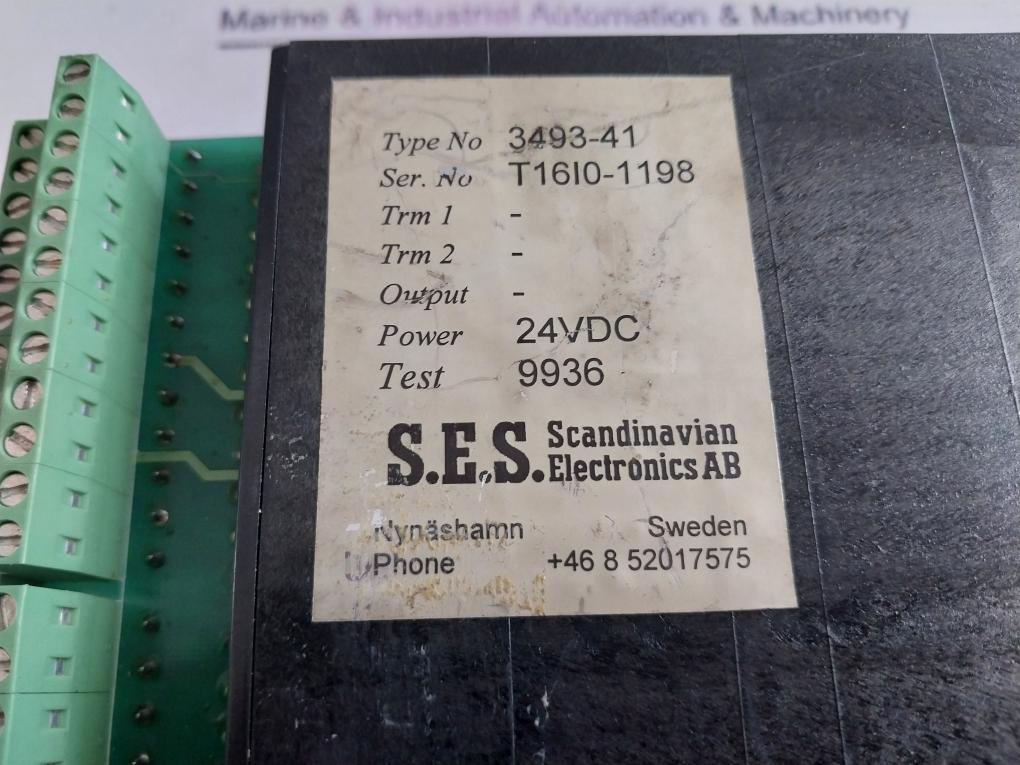 Marine & Industrial Automation & Machinery
Type No 3493-41
Ser. No T16I0-1198
Trm 1 -
Trm 2 -
Output -
Power 24VDC
Test 9936
S.E.S. Scandinavian
Electronics AB
Nynäshamn Sweden
Phone +46 8 52017575